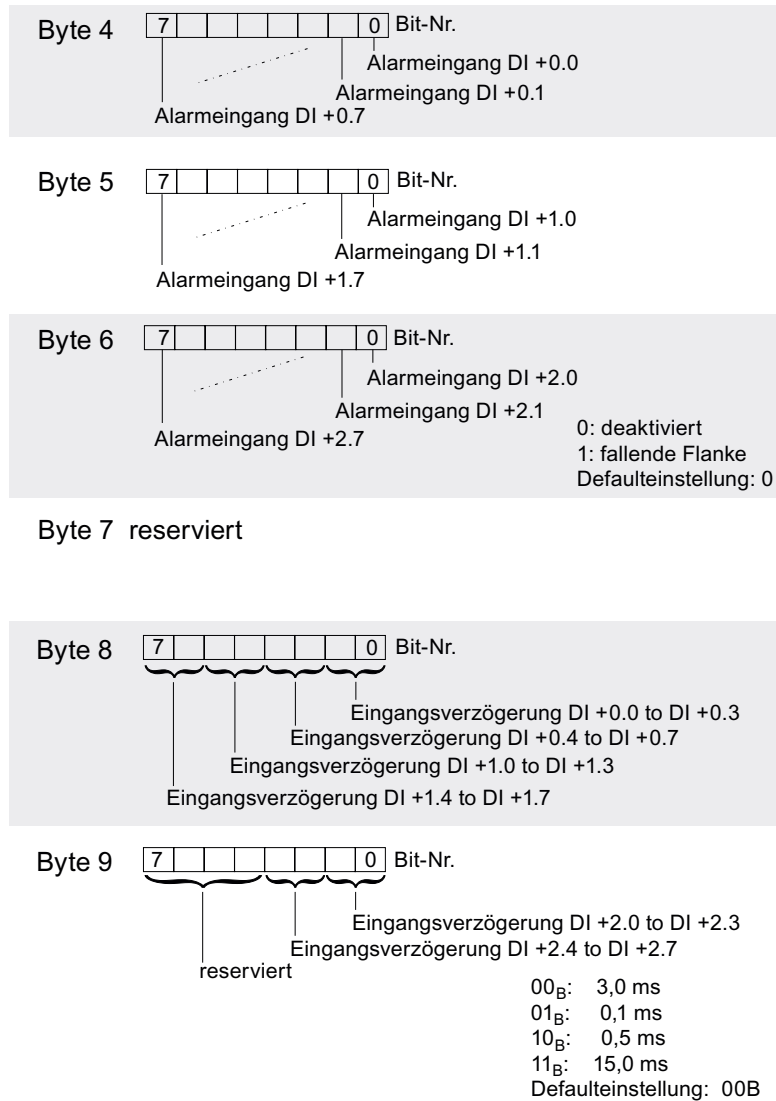 Byte 4 7 0 Bit-Nr.
Alarmeingang DI +0.0
Alarmeingang DI +0.1
Alarmeingang DI +0.7
Byte 5 7 0 Bit-Nr.
Alarmeingang DI +1.0
Alarmeingang DI +1.1
Alarmeingang DI +1.7
Byte 6 7 0 Bit-Nr.
Alarmeingang DI +2.0
Alarmeingang DI +2.1
Alarmeingang DI +2.7
0: deaktiviert
1: fallende Flanke
Defaulteinstellung: 0
Byte 7 reserviert
Byte 8 7 0 Bit-Nr.
Eingangsverzögerung DI +0.0 to DI +0.3
Eingangsverzögerung DI +0.4 to DI +0.7
Eingangsverzögerung DI +1.0 to DI +1.3
Eingangsverzögerung DI +1.4 to DI +1.7
Byte 9 7 0 Bit-Nr.
Eingangsverzögerung DI +2.0 to DI +2.3
Eingangsverzögerung DI +2.4 to DI +2.7
reserviert
00B: 3,0 ms
01B: 0,1 ms
10B: 0,5 ms
11B: 15,0 ms
Defaulteinstellung: 00B